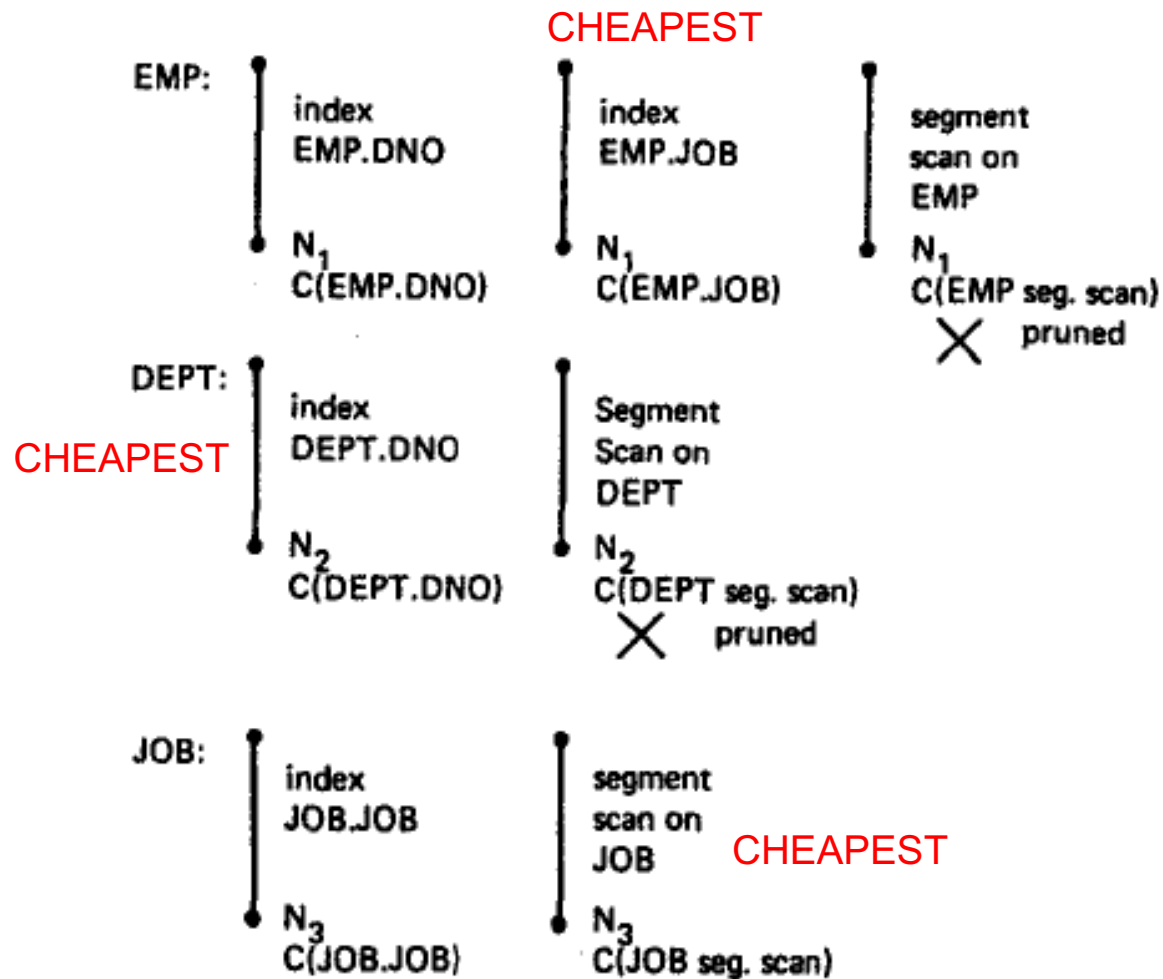 CHEAPEST
EMP:
index
EMP.DNO
N1
C(EMP.DNO)
index
EMP.JOB
N1
C(EMP.JOB)
segment
scan on
EMP
N1
C(EMP seg. scan)
pruned
DEPT:
CHEAPEST
index
DEPT.DNO
N2
C(DEPT.DNO)
Segment
Scan on
DEPT
N2
C(DEPT seg. scan)
pruned
JOB:
index
JOB.JOB
N3
C(JOB.JOB)
segment
scan on
JOB
CHEAPEST
N3
C(JOB seg. scan)